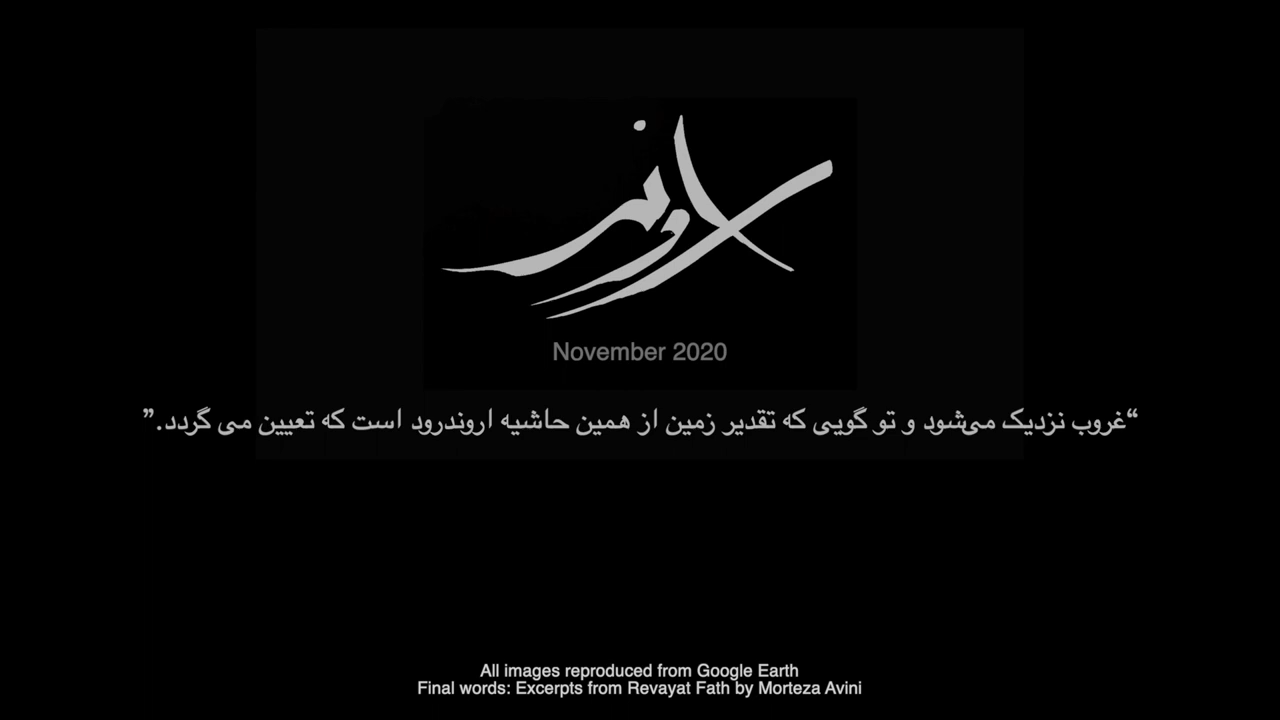 اروند
November 2020
“غروب نزدیک می‌شود و تو گویی که تقدیر زمین از همین حاشیه اروندرود است که تعیین می گردد.”
All images reproduced from Google Earth
Final words: Excerpts from Revayat Fath by Morteza Avini